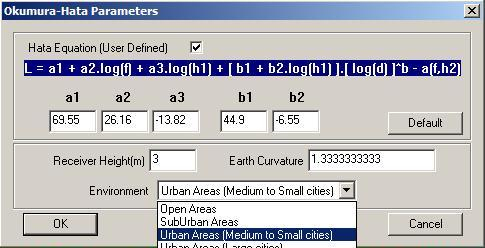 Okumura-Hata Parameters
Hata Equation (User Defined)
L = a1 + a2.log(f) + a3.log(h1) + [ b1 + b2.log(h1) ].[ log(d) ]^b - a(f,h2)
a1 a2 a3 b1 b2
69.55 26.16 -13.82 44.9 -6.55 Default
Receiver Height(m) 3 Earth Curvature 1.3333333333
Environment Urban Areas (Medium to Small cities)
Open Areas
SubUrban Areas
Urban Areas (Medium to Small cities)
Urban Areas (Large cities)
OK Cancel